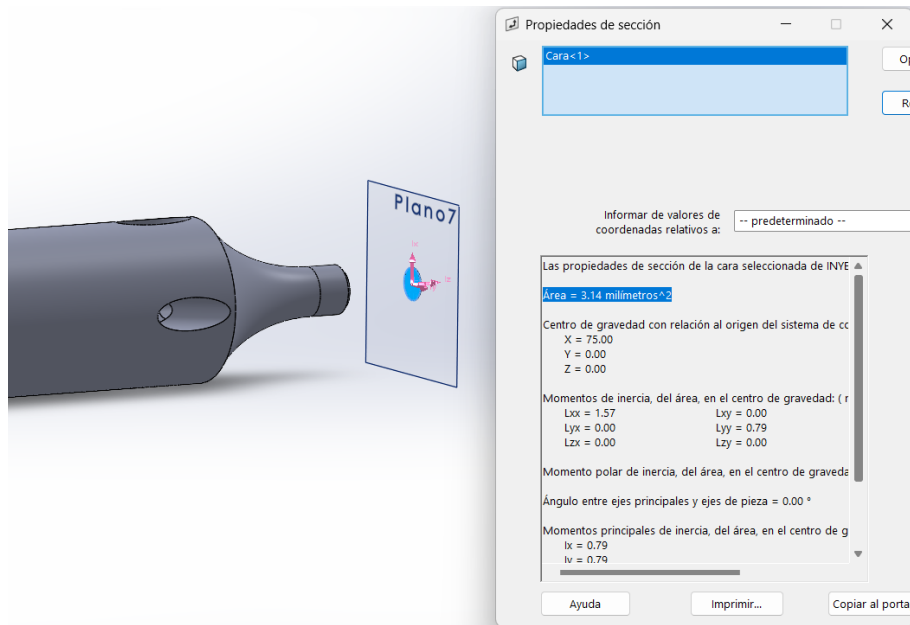 Propiedades de sección
Cara<1>
Op
Re
Plano7
Informar de valores de
coordenadas relativos a:
-- predeterminado --
Las propiedades de sección de la cara seleccionada de INYE
Área = 3.14 milímetros^2
Centro de gravedad con relación al origen del sistema de co
X = 75.00
Y = 0.00
Z = 0.00
Momentos de inercia, del área, en el centro de gravedad: ( m
Lxx = 1.57 Lxy = 0.00
Lyx = 0.00 Lyy = 0.79
Lzx = 0.00 Lzy = 0.00
Momento polar de inercia, del área, en el centro de graveda
Ángulo entre ejes principales y ejes de pieza = 0.00 °
Momentos principales de inercia, del área, en el centro de g
Ix = 0.79
Iy = 0.79
Ayuda
Imprimir...
Copiar al porta